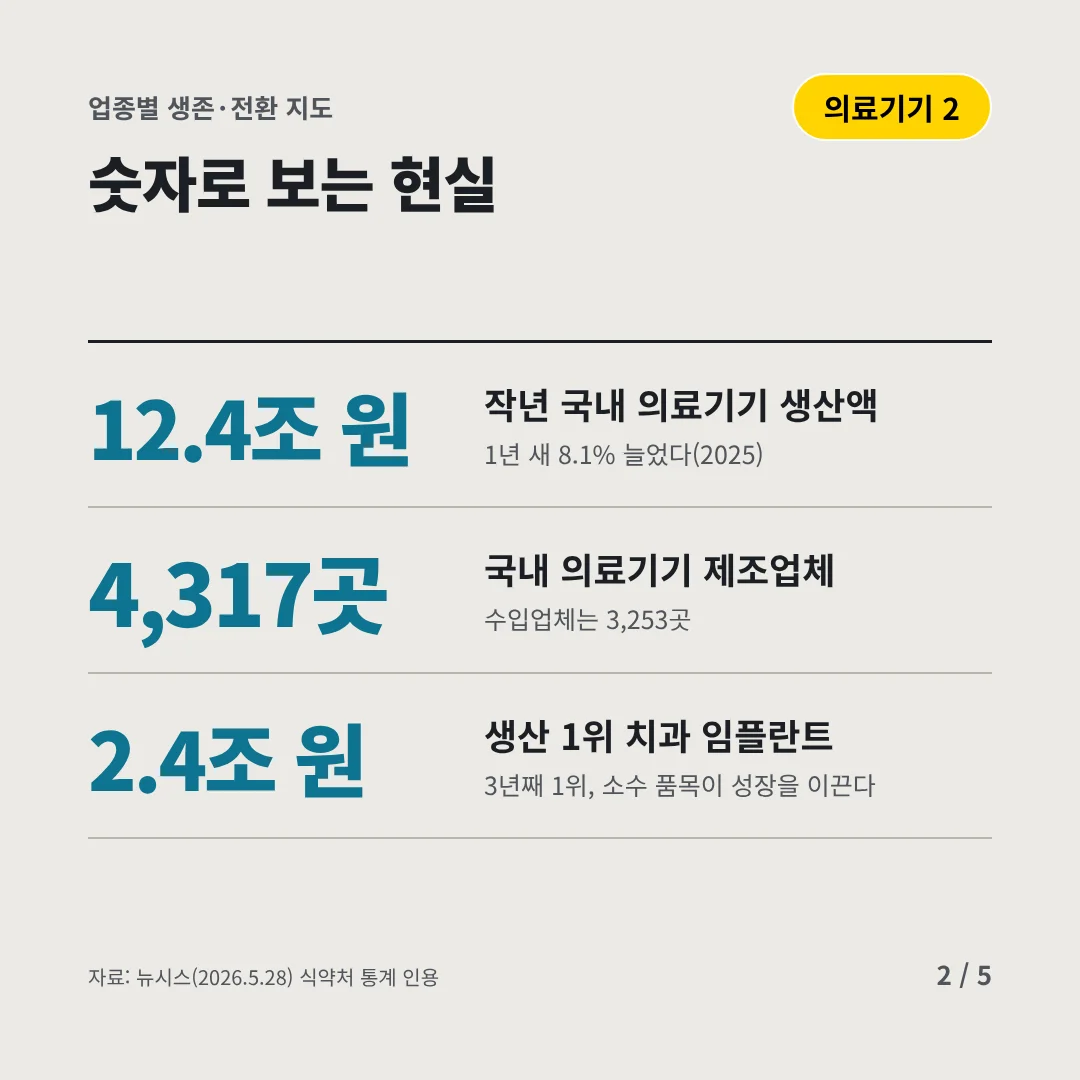 업종별 생존·전환 지도
의료기기 2
숫자로 보는 현실
12.4조 원
작년 국내 의료기기 생산액
1년 새 8.1% 늘었다(2025)
4,317곳
국내 의료기기 제조업체
수입업체는 3,253곳
2.4조 원
생산 1위 치과 임플란트
3년째 1위, 소수 품목이 성장을 이끈다
자료: 뉴시스(2026.5.28) 식약처 통계 인용
2 / 5